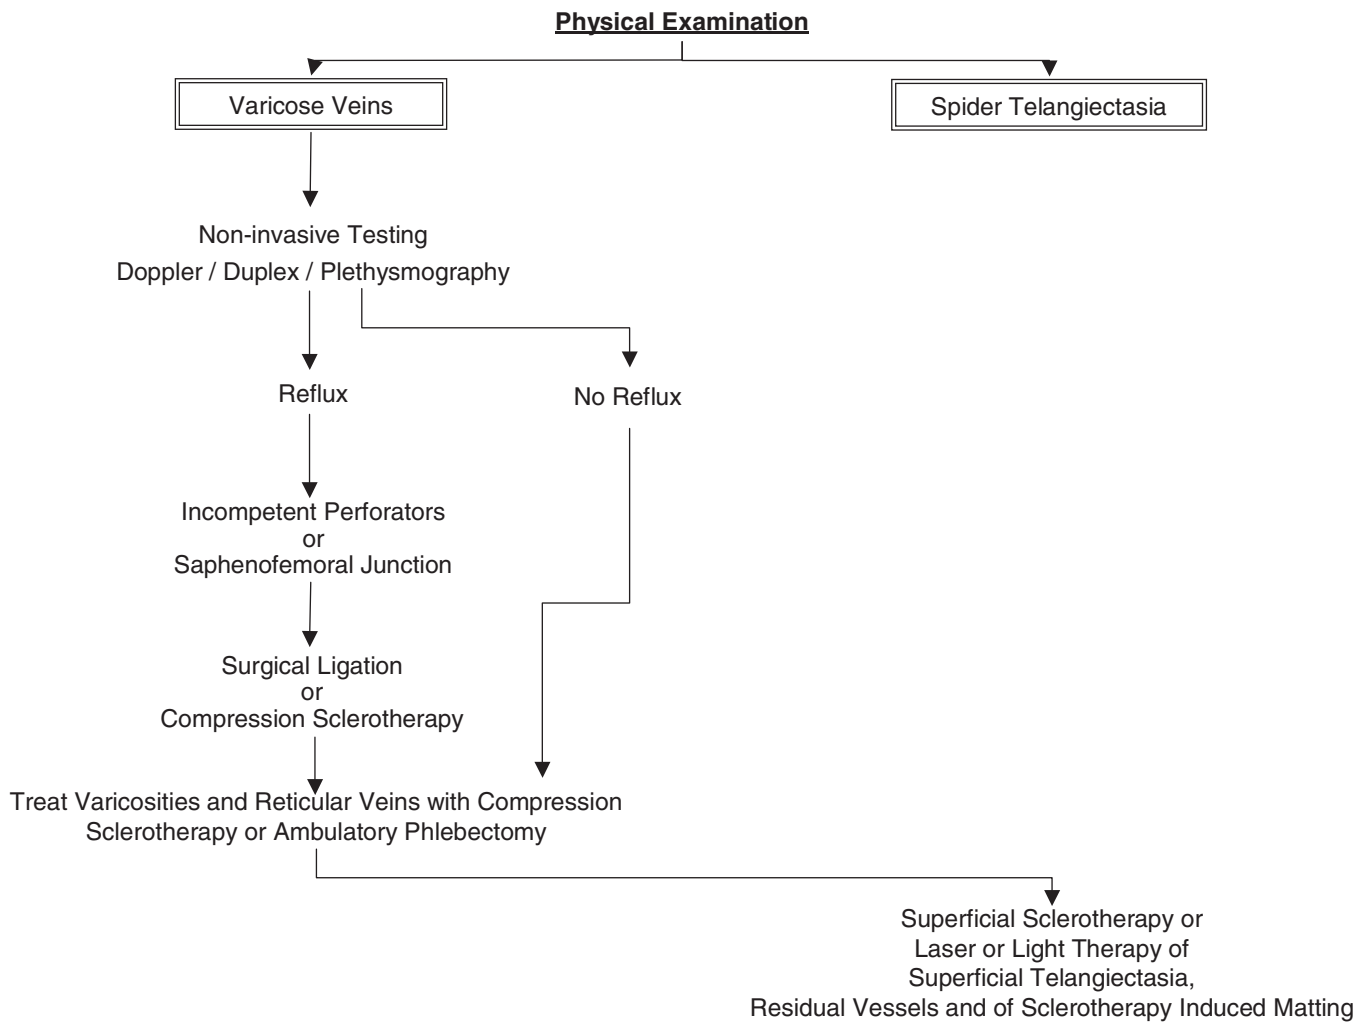 Physical Examination
Varicose Veins
Spider Telangiectasia
Non-invasive Testing
Doppler / Duplex / Plethysmography
Reflux
No Reflux
Incompetent Perforators
or
Saphenofemoral Junction
Surgical Ligation
or
Compression Sclerotherapy
Treat Varicosities and Reticular Veins with Compression
Sclerotherapy or Ambulatory Phlebectomy
Superficial Sclerotherapy or
Laser or Light Therapy of
Superficial Telangiectasia,
Residual Vessels and of Sclerotherapy Induced Matting